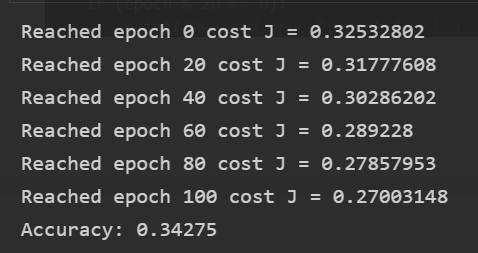 Reached epoch 0 cost J = 0.32532802
Reached epoch 20 cost J = 0.31777608
Reached epoch 40 cost J = 0.30286202
Reached epoch 60 cost J = 0.289228
Reached epoch 80 cost J = 0.27857953
Reached epoch 100 cost J = 0.27003148
Accuracy: 0.34275